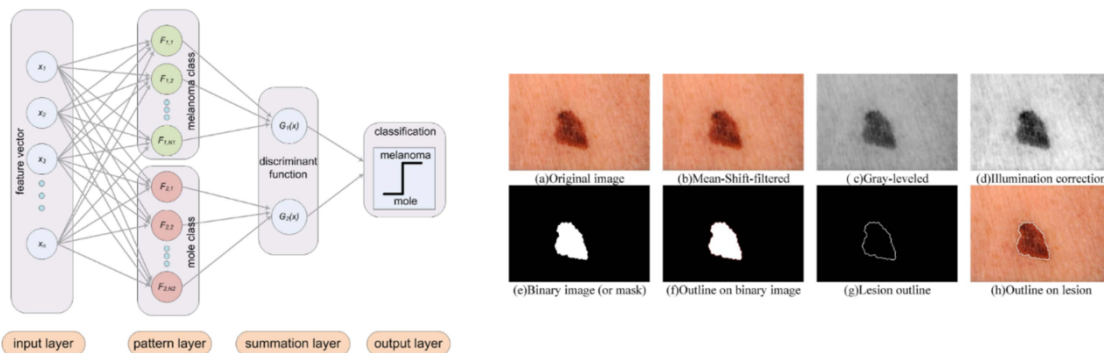 feature vector
x1
x2
x3
xn
F1,1
F1,2
F1,N1
melanoma class
F2,1
F2,2
F2,N2
mole class
G1(x)
discriminant
function
G2(x)
classification
melanoma
mole
input layer
pattern layer
summation layer
output layer
(a)Original image
(b)Mean-Shift-filtered
(c)Gray-leveled
(d)Illumination correction
(e)Binary image (or mask)
(f)Outline on binary image
(g)Lesion outline
(h)Outline on lesion